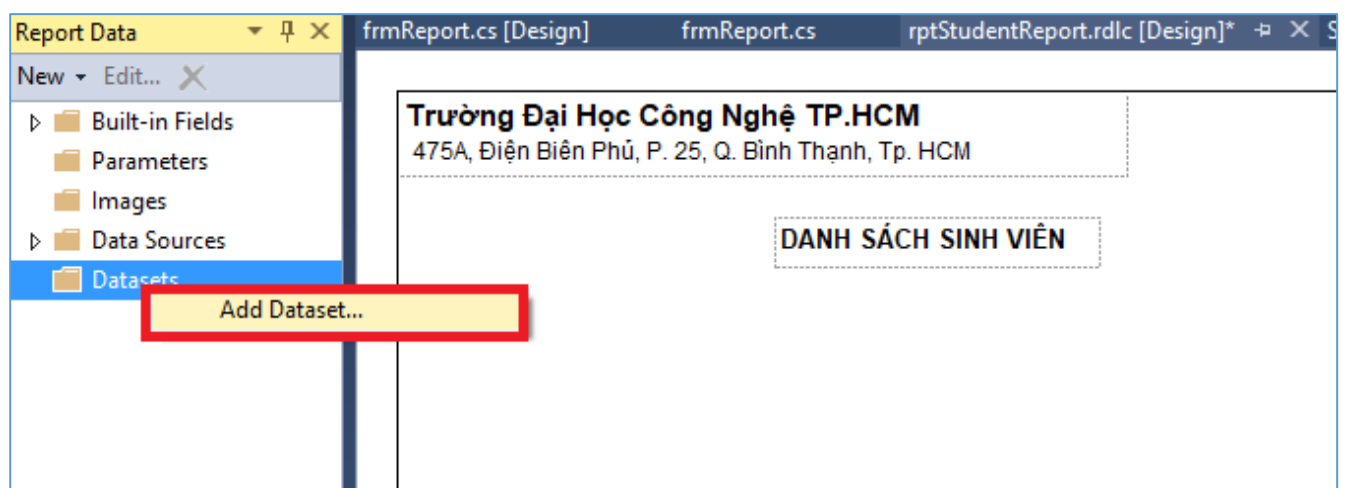 Report Data
frmReport.cs [Design]
frmReport.cs
rptStudentReport.rdlc [Design]*
S
New
Edit...
Built-in Fields
Parameters
Images
Data Sources
Datasets
Add Dataset...
Trường Đại Học Công Nghệ TP.HCM
475A, Điện Biên Phủ, P. 25, Q. Bình Thạnh, Tp. HCM
DANH SÁCH SINH VIÊN